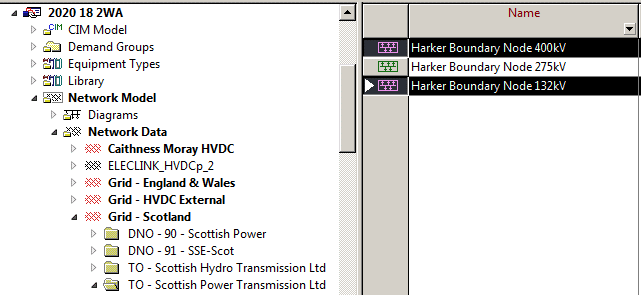 2020 18 2WA
CIM Model
Demand Groups
Equipment Types
Library
Network Model
Diagrams
Network Data
Caithness Moray HVDC
ELECLINK_HVDCp_2
Grid - England & Wales
Grid - HVDC External
Grid - Scotland
DNO - 90 - Scottish Power
DNO - 91 - SSE-Scot
TO - Scottish Hydro Transmission Ltd
TO - Scottish Power Transmission Ltd
Name
Harker Boundary Node 400kV
Harker Boundary Node 275kV
Harker Boundary Node 132kV